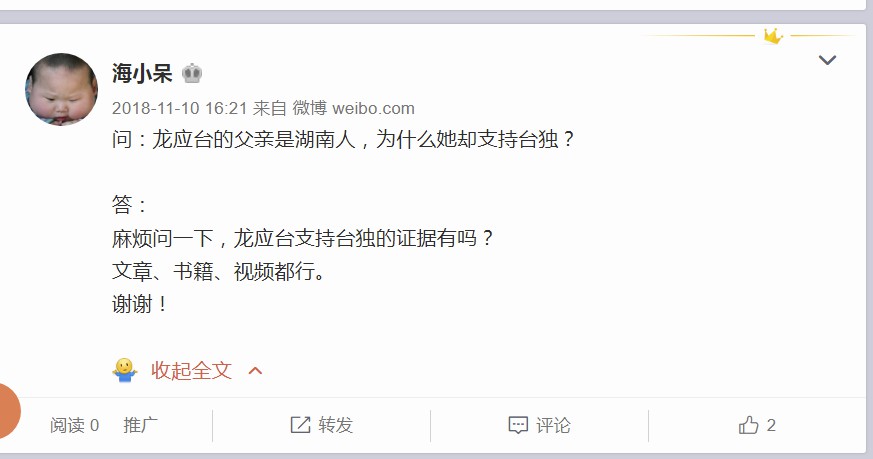 海小呆
2018-11-10 16:21 来自 微博 weibo.com
问：龙应台的父亲是湖南人，为什么她却支持台独？
答：
麻烦问一下，龙应台支持台独的证据有吗？
文章、书籍、视频都行。
谢谢！
收起全文
阅读 0 推广 转发 评论 2